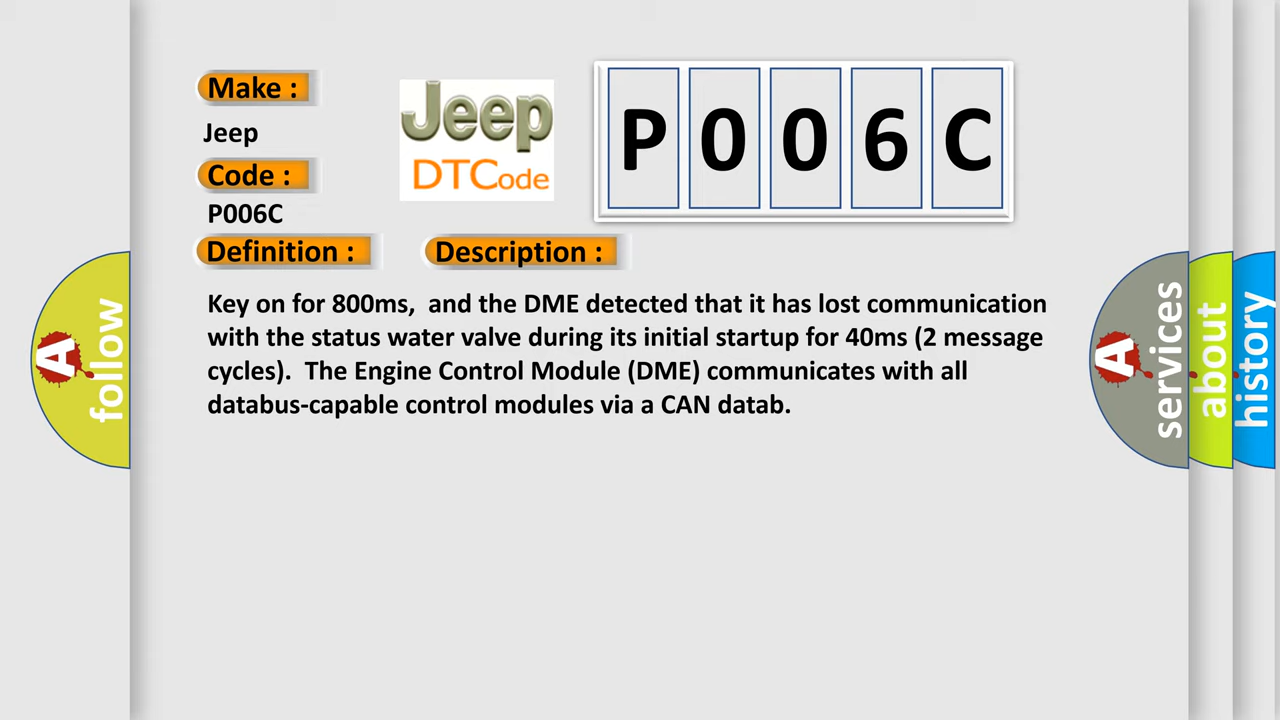 Make :
Jeep
Code :
P006C
Definition :
Description :
Jeep
DTCode
P006C
Key on for 800ms,  and the DME detected that it has lost communication
with the status water valve during its initial startup for 40ms (2 message
cycles).  The Engine Control Module (DME) communicates with all
databus-capable control modules via a CAN datab.
A
follow
A
services
about
history